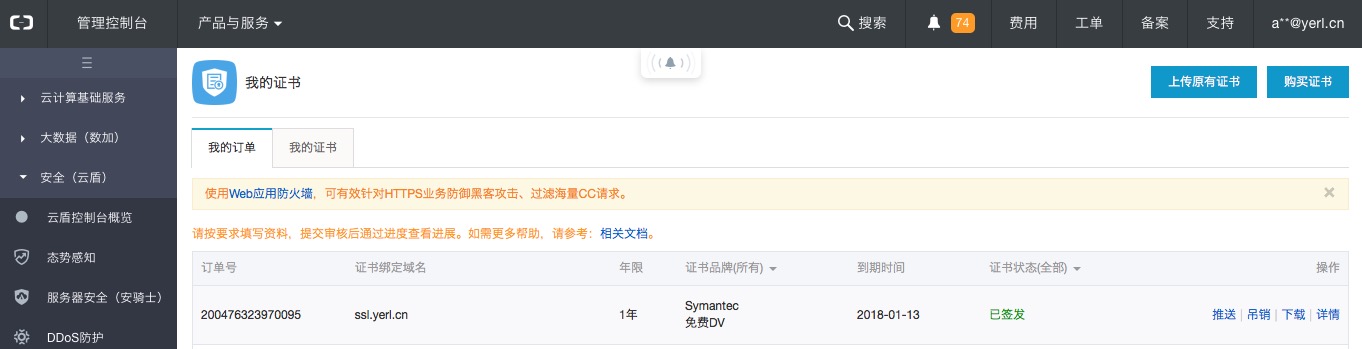 管理控制台 产品与服务 搜索 74 费用 工单 备案 支持 a**@yerl.cn
云计算基础服务
大数据（数加）
安全（云盾）
云盾控制台概览
态势感知
服务器安全（安骑士）
DDoS防护
我的证书 上传原有证书 购买证书
我的订单 我的证书
使用Web应用防火墙，可有效针对HTTPS业务防御黑客攻击、过滤海量CC请求。
请按要求填写资料，提交审核后通过进度查看进展。如需更多帮助，请参考：相关文档。
订单号 证书绑定域名 年限 证书品牌(所有) 到期时间 证书状态(全部) 操作
200476323970095 ssl.yerl.cn 1年 Symantec 2018-01-13 已签发 推送 | 吊销 | 下载 | 详情
免费DV